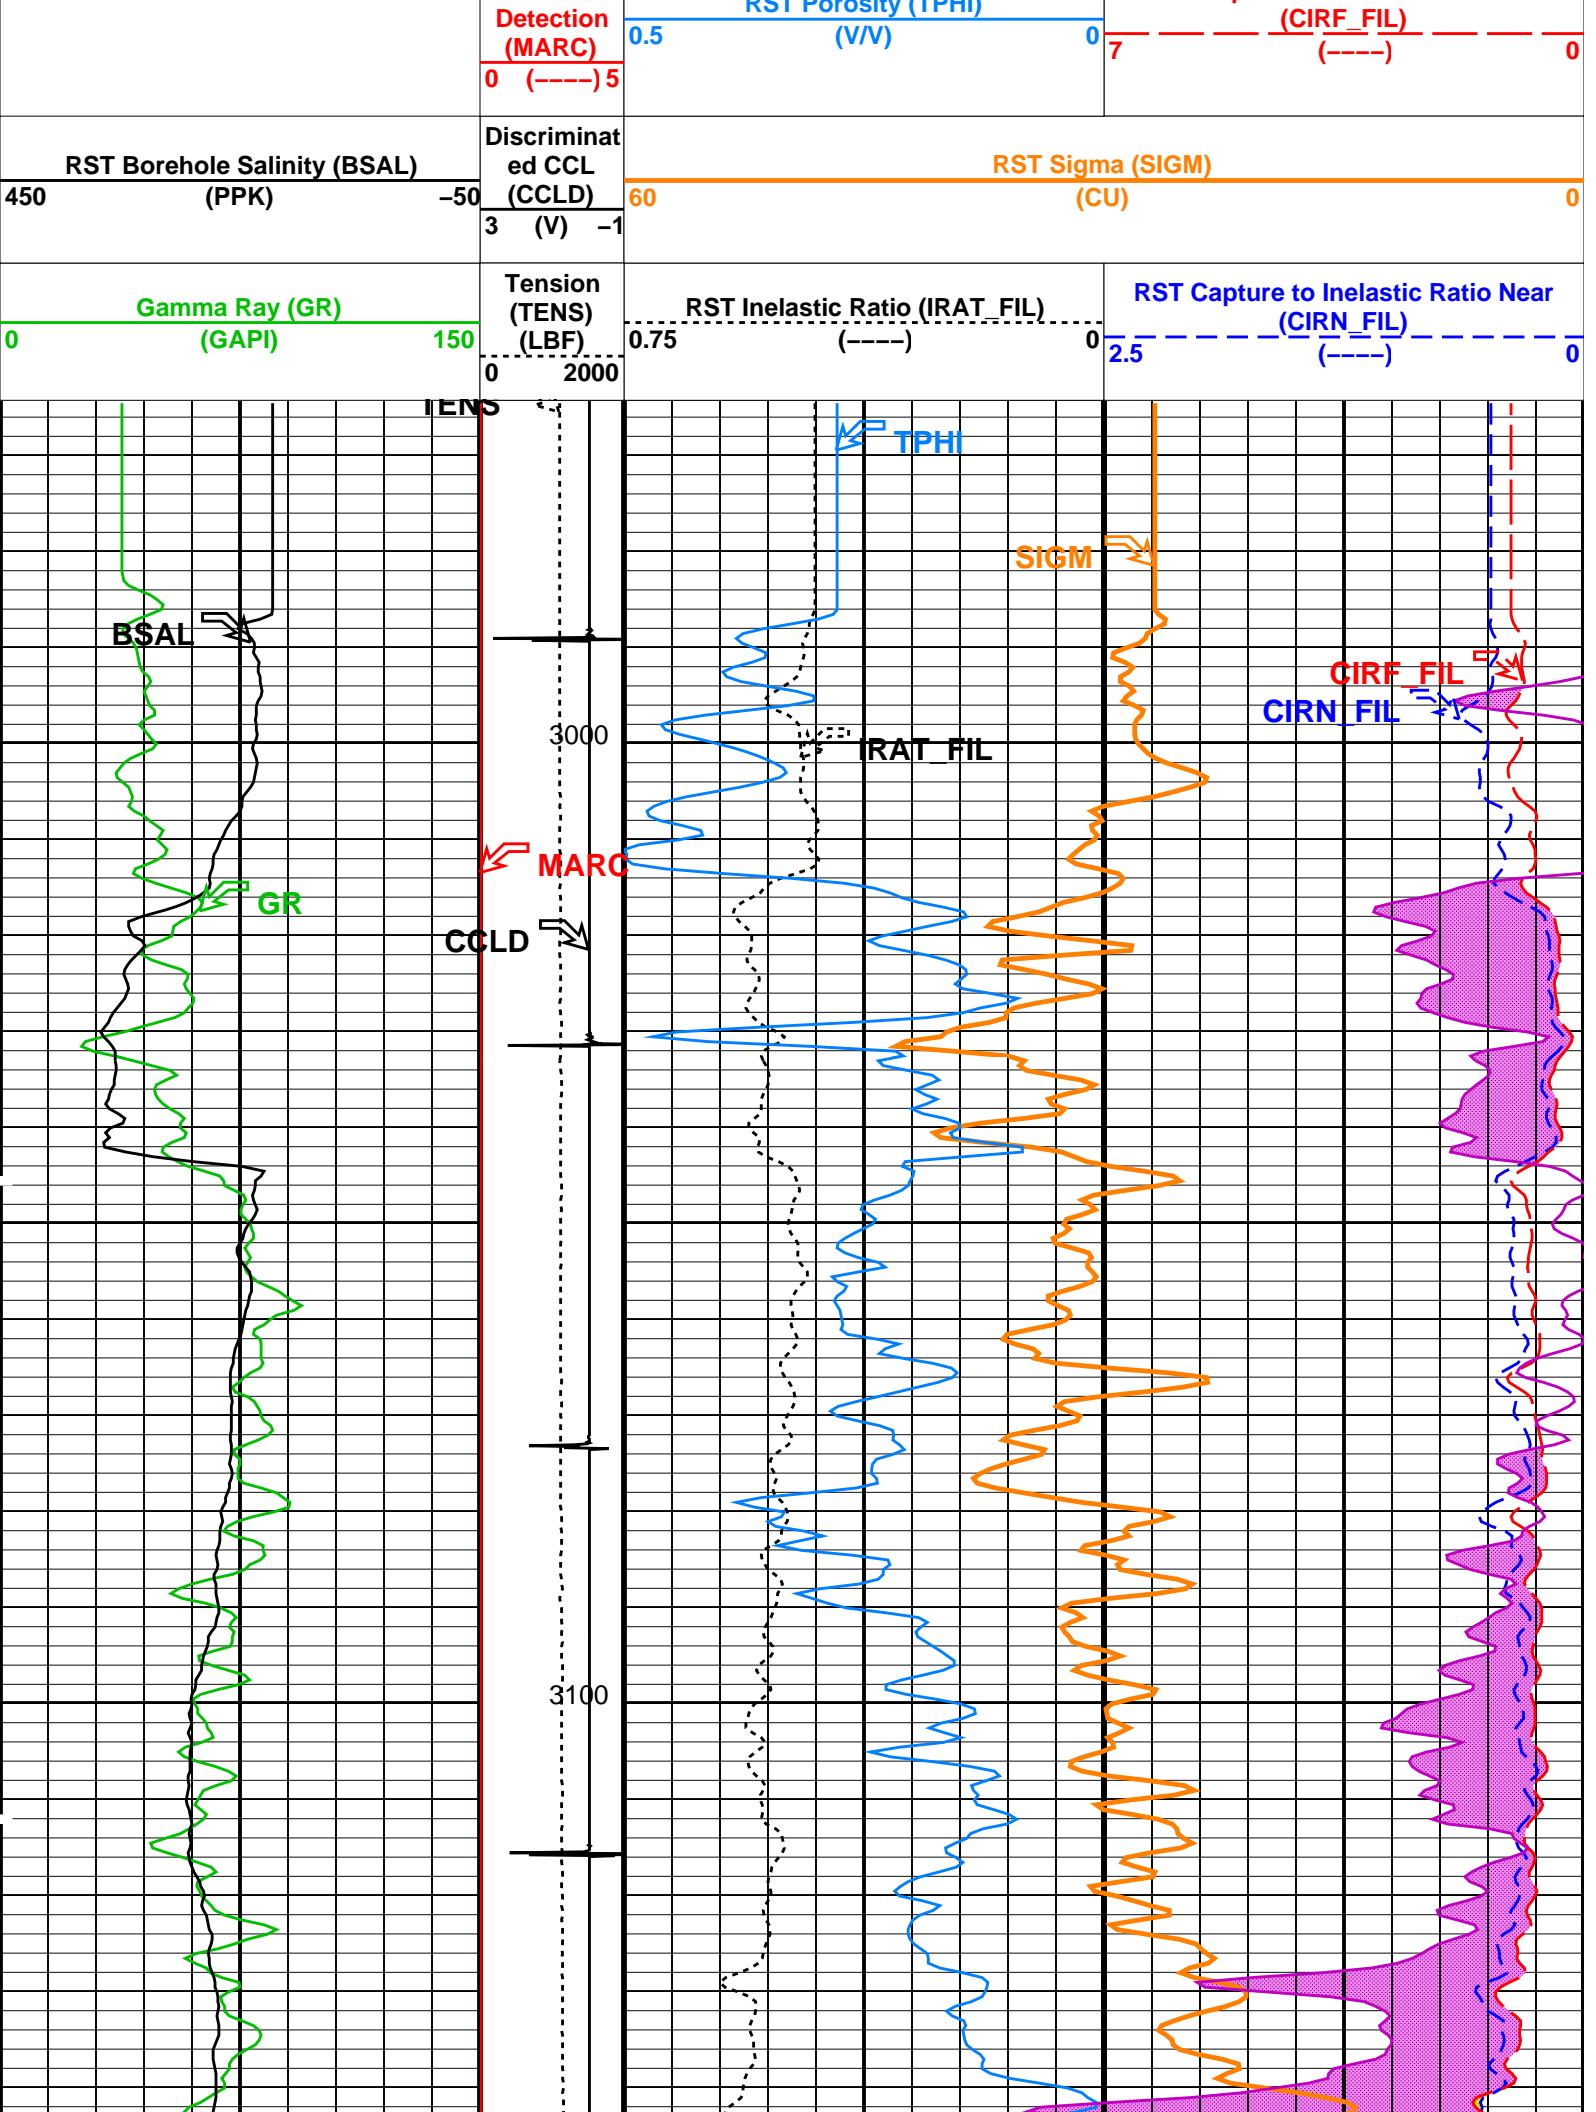 RST Porosity (TPHI)
Detection
(MARC)
0 (----) 5
0.5 (V/V) 0
(CIRF_FIL)
7 (----) 0
RST Borehole Salinity (BSAL)
450 (PPK) -50
Discriminat
ed CCL
(CCLD)
3 (V) -1
RST Sigma (SIGM)
60 (CU) 0
Gamma Ray (GR)
0 (GAPI) 150
Tension
(TENS)
(LBF)
0 2000
RST Inelastic Ratio (IRAT_FIL)
0.75 (----) 0
RST Capture to Inelastic Ratio Near
(CIRN_FIL)
2.5 (----) 0
TENS
TPHI
SIGM
BSAL
CIRF_FIL
CIRN_FIL
3000
IRAT_FIL
MARC
GR
CCLD
3100